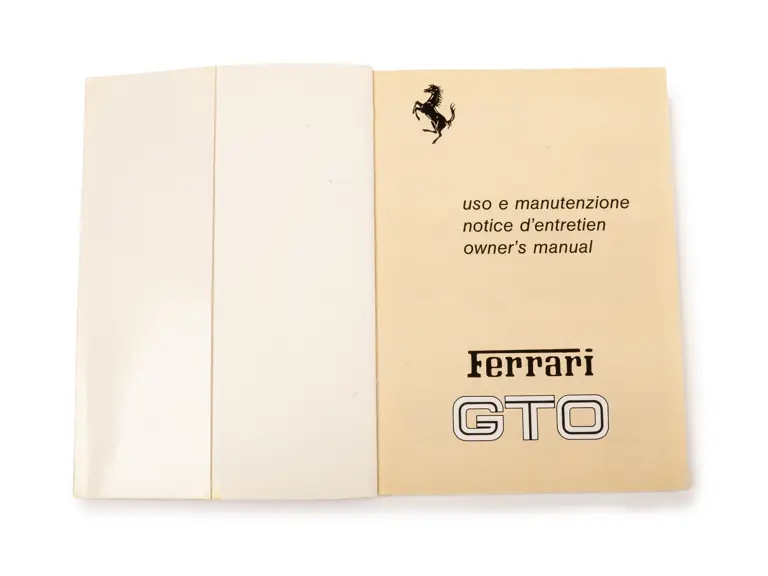 uso e manutenzione
notice d'entretien
owner's manual
Ferrari
GTO